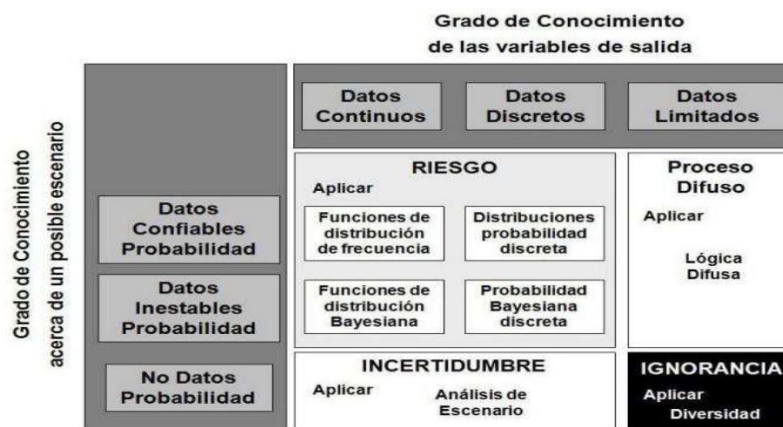 Grado de Conocimiento
de las variables de salida
Grado de Conocimiento
acerca de un posible escenario
Datos
Continuos
Datos
Discretos
Datos
Limitados
Datos
Confiables
Probabilidad
Datos
Inestables
Probabilidad
No Datos
Probabilidad
RIESGO
Aplicar
Funciones de
distribución
de frecuencia
Distribuciones
probabilidad
discreta
Funciones de
distribución
Bayesiana
Probabilidad
Bayesiana
discreta
Proceso
Difuso
Aplicar
Lógica
Difusa
INCERTIDUMBRE
Aplicar
Análisis de
Escenario
IGNORANCIA
Aplicar
Diversidad